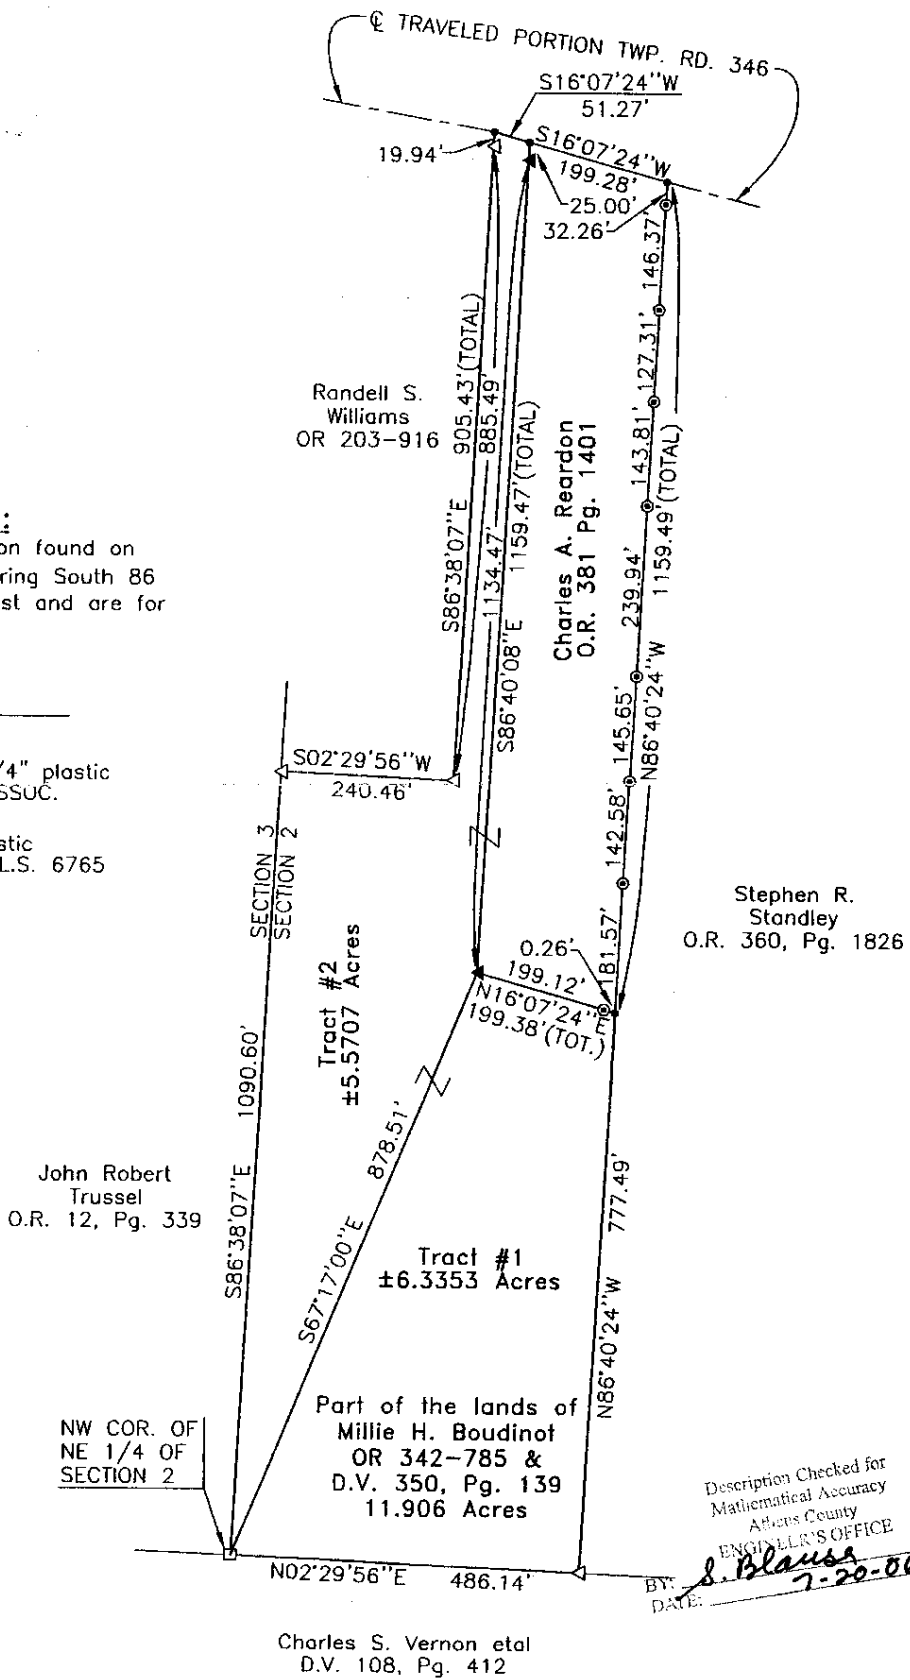 ℄ TRAVELED PORTION TWP. RD. 346
S16°07'24"W
51.27'
19.94'
S16°07'24"W
199.28'
25.00'
32.26'
146.37'
127.31'
143.81'
239.94'
145.65'
142.58'
181.57'
1159.49'(TOTAL)
N86°40'24"W
905.43'(TOTAL)
885.49'
S86°38'07"E
1134.47'
1159.47'(TOTAL)
S86°40'08"E
Randell S.
Williams
OR 203-916
Charles A. Reardon
O.R. 381 Pg. 1401
:
on found on
ring South 86
st and are for
/4" plastic
SSOC.
stic
L.S. 6765
S02°29'56"W
240.46'
SECTION 3
SECTION 2
Stephen R.
Standley
O.R. 360, Pg. 1826
0.26'
199.12'
N16°07'24"E
199.38'(TOT.)
Tract #2
±5.5707 Acres
1090.60'
S86°38'07"E
878.51'
S67°17'00"E
John Robert
Trussel
O.R. 12, Pg. 339
777.49'
N86°40'24"W
Tract #1
±6.3353 Acres
Part of the lands of
Millie H. Boudinot
OR 342-785 &
D.V. 350, Pg. 139
11.906 Acres
NW COR. OF
NE 1/4 OF
SECTION 2
N02°29'56"E 486.14'
Description Checked for
Mathematical Accuracy
Athens County
ENGINEER'S OFFICE
BY: S. Blausa
DATE: 7-20-06
Charles S. Vernon etal
D.V. 108, Pg. 412